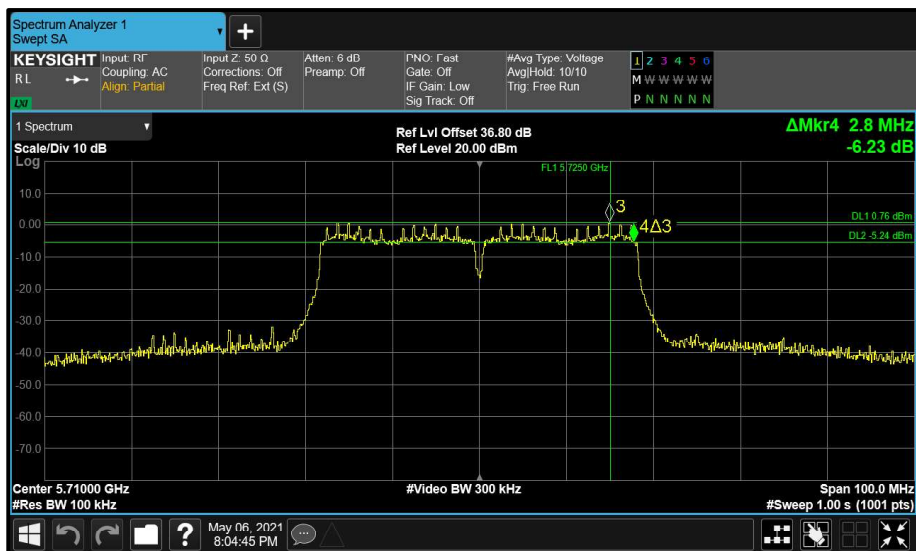 Spectrum Analyzer 1
Swept SA
+
KEYSIGHT
RL
LXI
Input: RF
Coupling: AC
Align: Partial
Input Z: 50 Ω
Corrections: Off
Freq Ref: Ext (S)
Atten: 6 dB
Preamp: Off
PNO: Fast
Gate: Off
IF Gain: Low
Sig Track: Off
#Avg Type: Voltage
Avg|Hold: 10/10
Trig: Free Run
1 2 3 4 5 6
M W W W W W
P N N N N N
1 Spectrum
Scale/Div 10 dB
Ref Lvl Offset 36.80 dB
Ref Level 20.00 dBm
ΔMkr4 2.8 MHz
-6.23 dB
Log
FL1 5.7250 GHz
10.0
3
0.00
DL1 0.76 dBm
4Δ3
DL2 -5.24 dBm
-10.0
-20.0
-30.0
-40.0
-50.0
-60.0
-70.0
Center 5.71000 GHz
#Video BW 300 kHz
Span 100.0 MHz
#Res BW 100 kHz
#Sweep 1.00 s (1001 pts)
?
May 06, 2021
8:04:45 PM